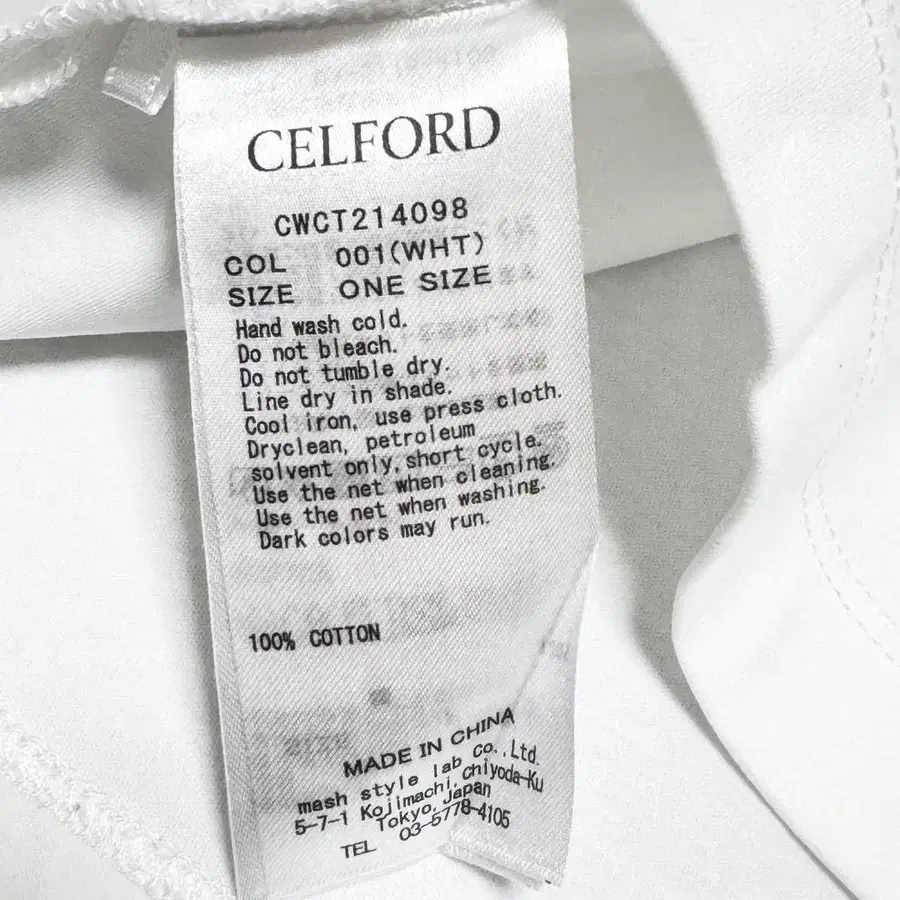 CELFORD
CWCT214098
COL 001(WHT)
SIZE ONE SIZE
Hand wash cold.
Do not bleach.
Do not tumble dry.
Line dry in shade.
Cool iron, use press cloth.
Dryclean, petroleum
solvent only, short cycle.
Use the net when cleaning.
Use the net when washing.
Dark colors may run.
100% COTTON
MADE IN CHINA
mash style lab co.,Ltd.
5-7-1 Kojimachi,chiyoda-Ku
Tokyo,Japan
TEL 03-5778-4105